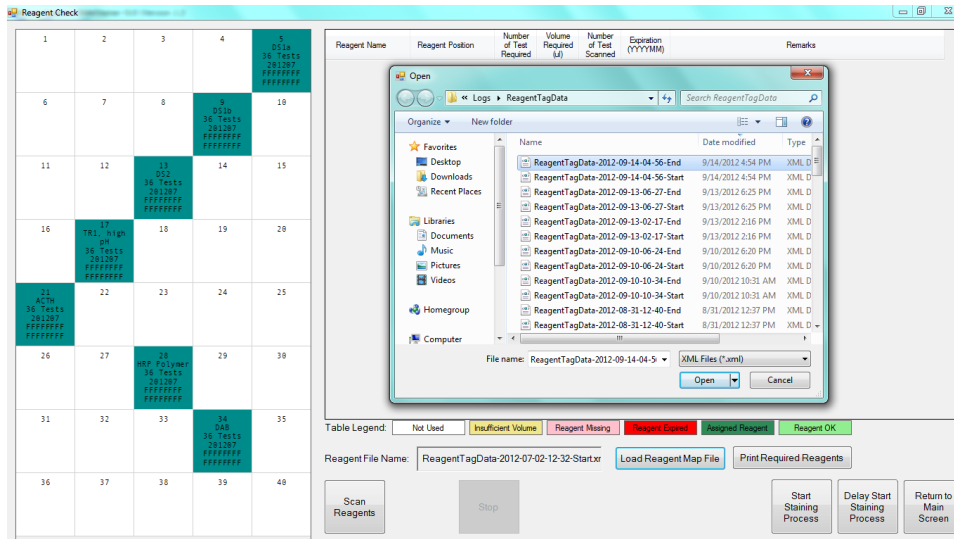 Reagent Check
1 2 3 4 5
DS1a
36 Tests
201207
FFFFFFFF
FFFFFFFF
6 7 8 9 10
DS1b
36 Tests
201207
FFFFFFFF
FFFFFFFF
11 12 13 14 15
DS2
36 Tests
201207
FFFFFFFF
FFFFFFFF
16 17 18 19 20
TR1, high
pH
36 Tests
201207
FFFFFFFF
FFFFFFFF
21 22 23 24 25
ACTH
36 Tests
201207
FFFFFFFF
FFFFFFFF
26 27 28 29 30
HRP Polymer
36 Tests
201207
FFFFFFFF
FFFFFFFF
31 32 33 34 35
DAB
36 Tests
201207
FFFFFFFF
FFFFFFFF
36 37 38 39 40
Reagent Name Reagent Position Number of Test Required Volume Required (ul) Number of Test Scanned Expiration (YYYYMM) Remarks
Open
« Logs ▸ ReagentTagData
Search ReagentTagData
Organize New folder
Favorites
Desktop
Downloads
Recent Places
Libraries
Documents
Music
Pictures
Videos
Homegroup
Computer
Name Date modified Type
ReagentTagData-2012-09-14-04-56-End 9/14/2012 4:54 PM XML D
ReagentTagData-2012-09-14-04-56-Start 9/14/2012 4:54 PM XML D
ReagentTagData-2012-09-13-06-27-End 9/13/2012 6:25 PM XML D
ReagentTagData-2012-09-13-06-27-Start 9/13/2012 6:25 PM XML D
ReagentTagData-2012-09-13-02-17-End 9/13/2012 2:16 PM XML D
ReagentTagData-2012-09-13-02-17-Start 9/13/2012 2:16 PM XML D
ReagentTagData-2012-09-10-06-24-End 9/10/2012 6:20 PM XML D
ReagentTagData-2012-09-10-06-24-Start 9/10/2012 6:20 PM XML D
ReagentTagData-2012-09-10-10-34-End 9/10/2012 10:31 AM XML D
ReagentTagData-2012-09-10-10-34-Start 9/10/2012 10:31 AM XML D
ReagentTagData-2012-08-31-12-40-End 8/31/2012 12:37 PM XML D
ReagentTagData-2012-08-31-12-40-Start 8/31/2012 12:37 PM XML D
File name: ReagentTagData-2012-09-14-04-5 XML Files (*.xml)
Open Cancel
Table Legend: Not Used Insufficient Volume Reagent Missing Reagent Expired Assigned Reagent Reagent OK
Reagent File Name: ReagentTagData-2012-07-02-12-32-Start.xr Load Reagent Map File Print Required Reagents
Scan Reagents
Stop
Start Staining Process
Delay Start Staining Process
Return to Main Screen